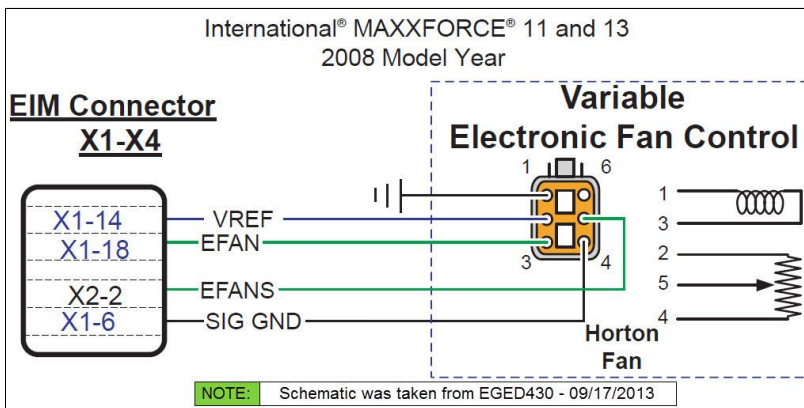 International® MAXXFORCE® 11 and 13
2008 Model Year
EIM Connector
X1-X4
Variable
Electronic Fan Control
1 6
3 4
X1-14 VREF
X1-18 EFAN
X2-2 EFANS
X1-6 SIG GND
1
3
2
5
4
Horton
Fan
NOTE: Schematic was taken from EGED430 - 09/17/2013